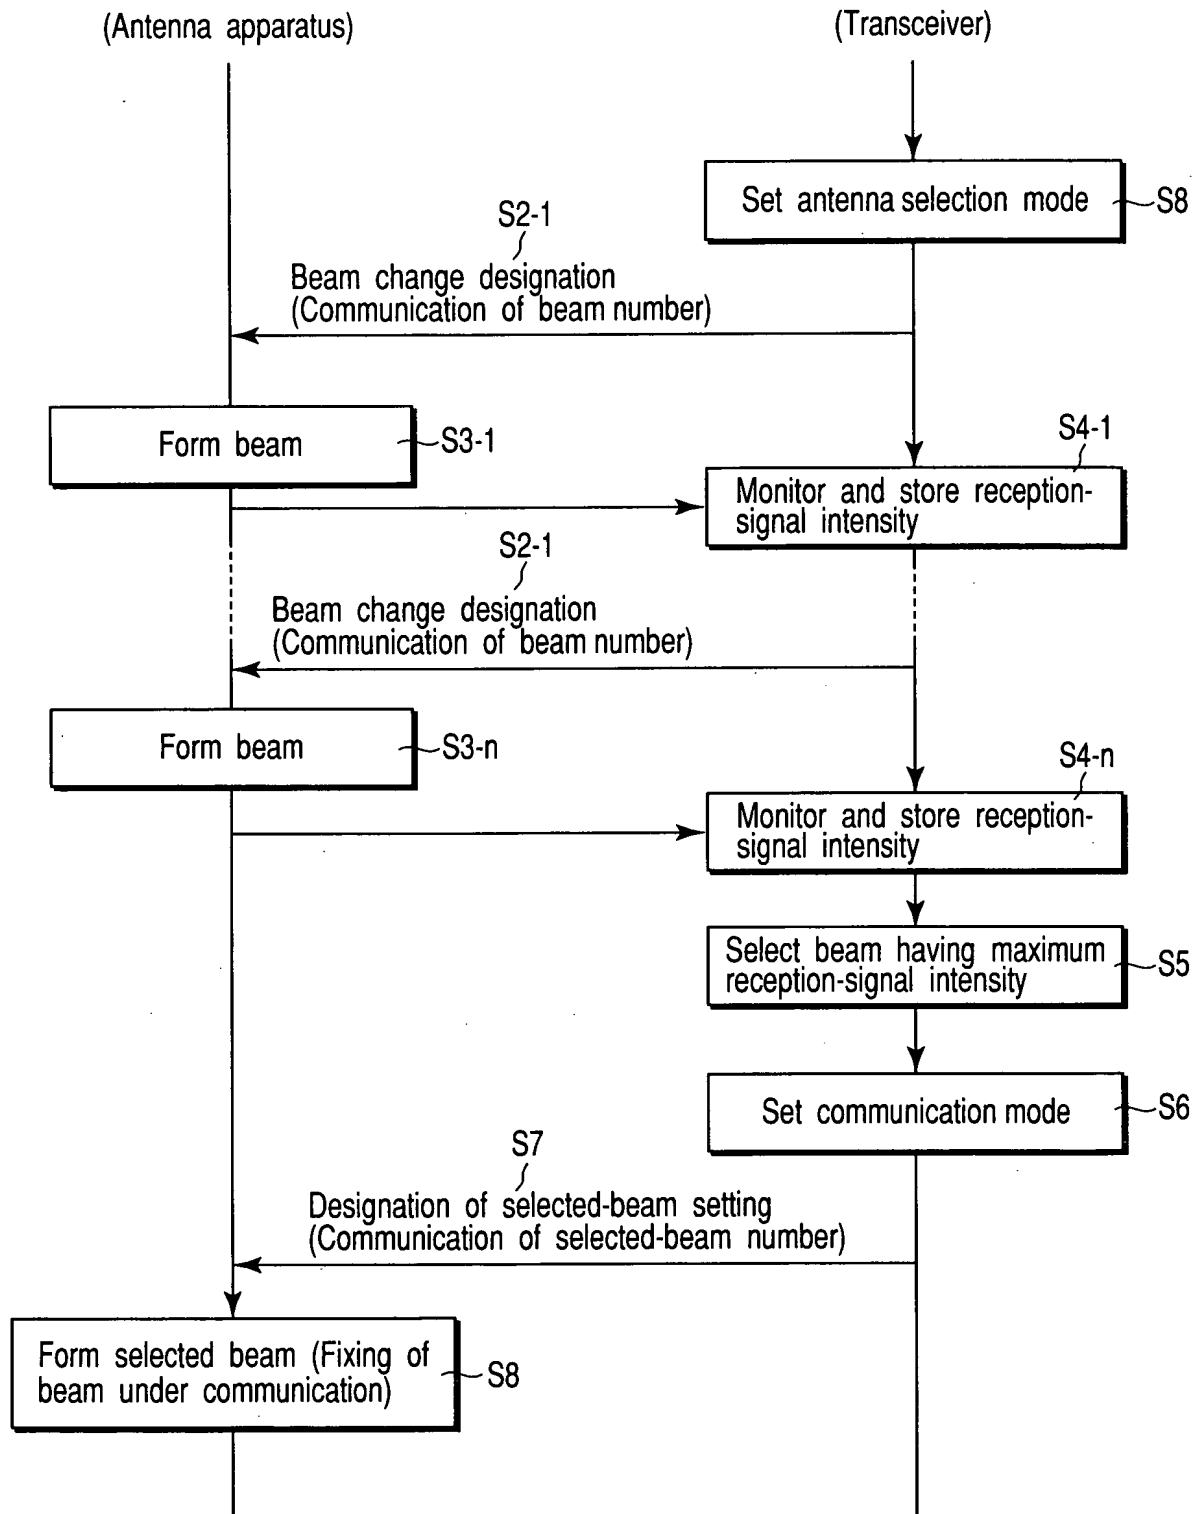 (Antenna apparatus)
(Transceiver)
Set antenna selection mode
S8
S2-1
Beam change designation
(Communication of beam number)
Form beam
S3-1
S4-1
Monitor and store reception-
signal intensity
S2-1
Beam change designation
(Communication of beam number)
Form beam
S3-n
S4-n
Monitor and store reception-
signal intensity
Select beam having maximum
reception-signal intensity
S5
Set communication mode
S6
S7
Designation of selected-beam setting
(Communication of selected-beam number)
Form selected beam (Fixing of
beam under communication)
S8